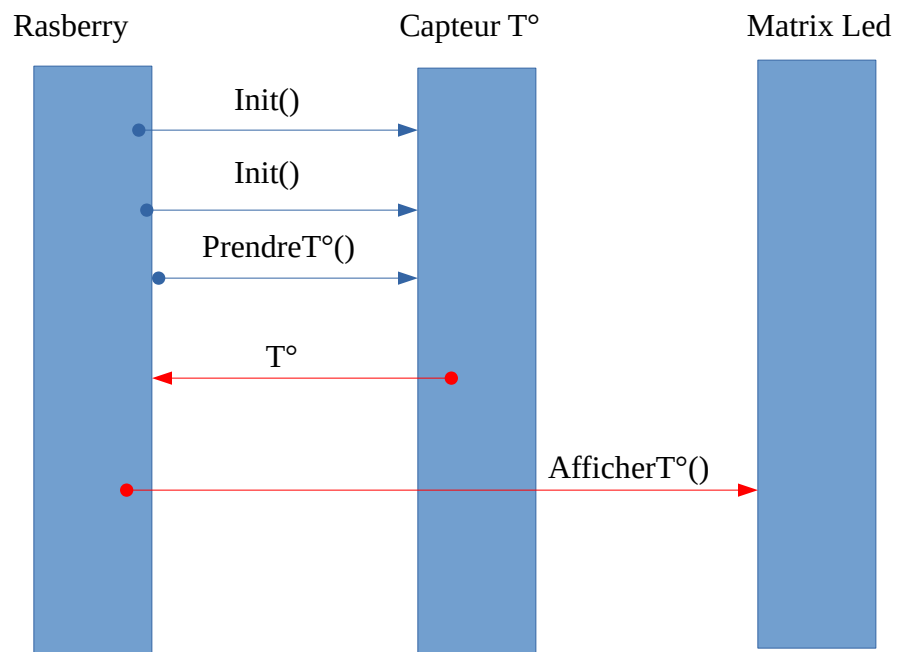 Rasberry
Capteur T°
Matrix Led
Init()
Init()
PrendreT°()
T°
AfficherT°()